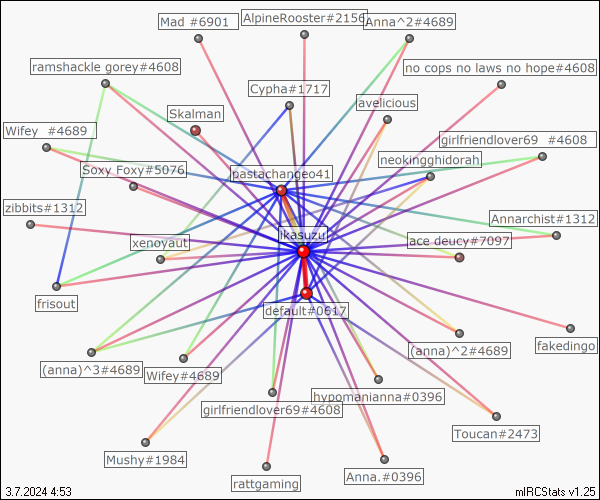 Mad #6901
AlpineRooster#2156
Anna^2#4689
ramshackle gorey#4608
no cops no laws no hope#4608
Cypha#1717
avelicious
Skalman
Wifey #4689
girlfriendlover69 #4608
neokingghidorah
Soxy Foxy#5076
pastachangeo41
zibbits#1312
Annarchist#1312
ikasuzu
xenoyaut
ace deucy#7097
frisout
default#0617
fakedingo
(anna)^2#4689
(anna)^3#4689
Wifey#4689
hypomanianna#0396
girlfriendlover69#4608
Toucan#2473
Mushy#1984
Anna.#0396
rattgaming
3.7.2024 4:53
mIRCStats v1.25